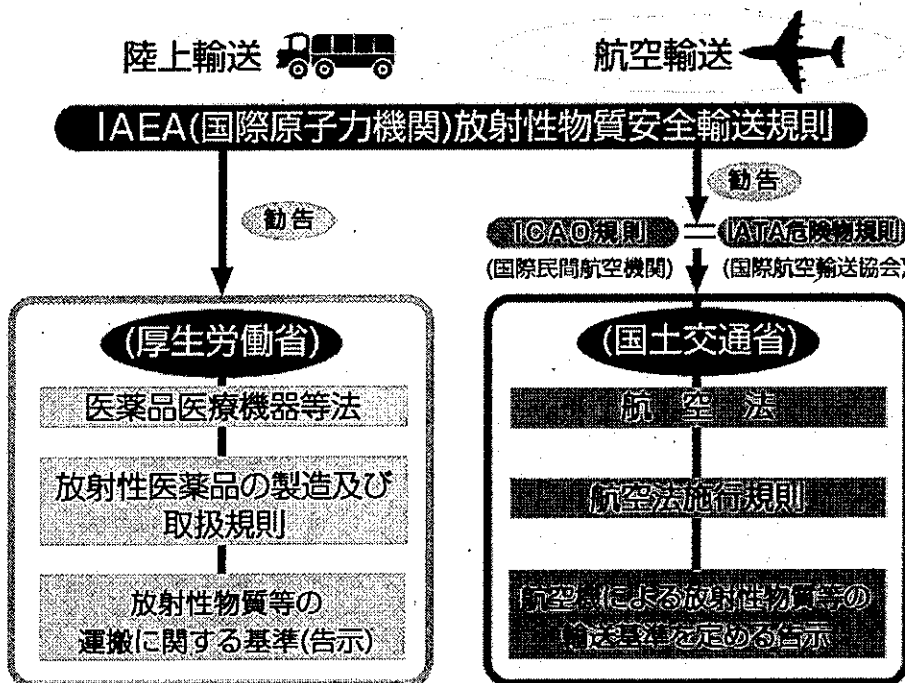 陸上輸送
航空輸送
IAEA(国際原子力機関)放射性物質安全輸送規則
勧告
勧告
ICAO規則
IATA危険物規則
(国際民間航空機関)
(国際航空輸送協会)
(厚生労働省)
医薬品医療機器等法
放射性医薬品の製造及び
取扱規則
放射性物質等の
運搬に関する基準(告示)
(国土交通省)
航空法
航空法施行規則
航空機による放射性物質等の
輸送基準を定める告示